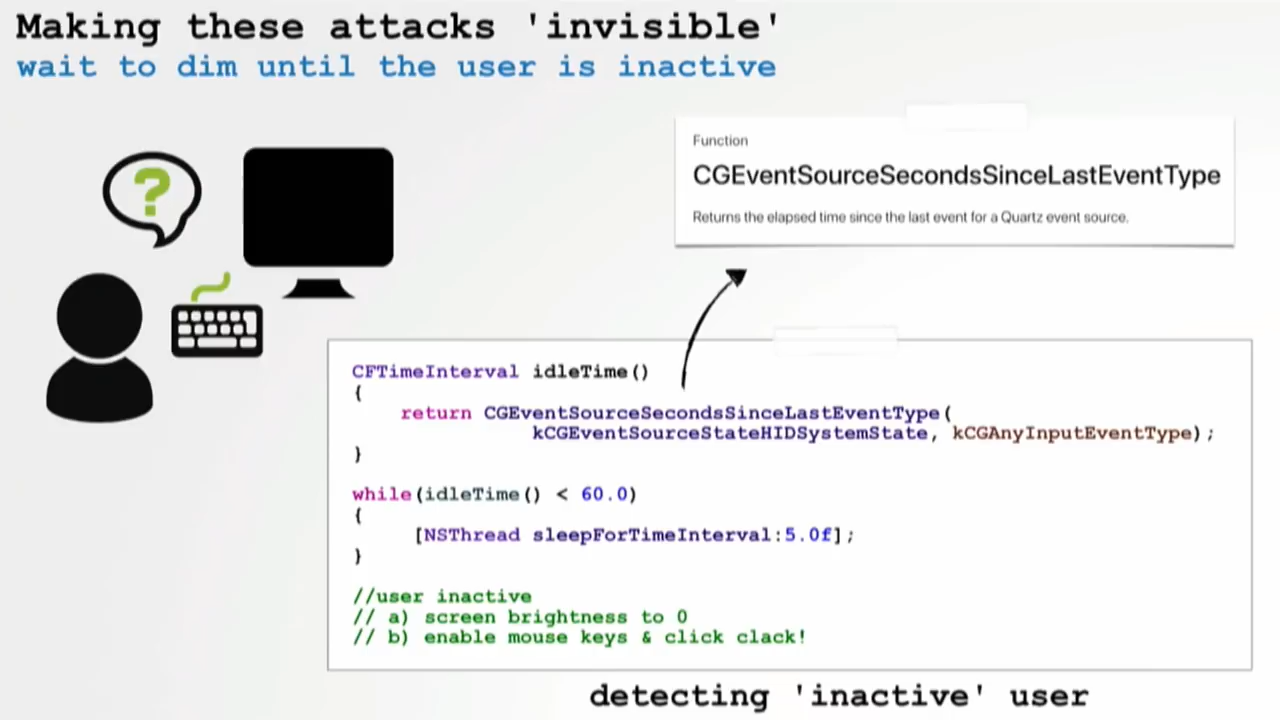 Making these attacks 'invisible'
wait to dim until the user is inactive
?
Function
CGEventSourceSecondsSinceLastEventType
Returns the elapsed time since the last event for a Quartz event source.
CFTimeInterval idleTime()
{
return CGEventSourceSecondsSinceLastEventType(
kCGEventSourceStateHIDSystemState, kCGAnyInputEventType);
}
while(idleTime() < 60.0)
{
[NSThread sleepForTimeInterval:5.0f];
}
//user inactive
// a) screen brightness to 0
// b) enable mouse keys & click clack!
detecting 'inactive' user